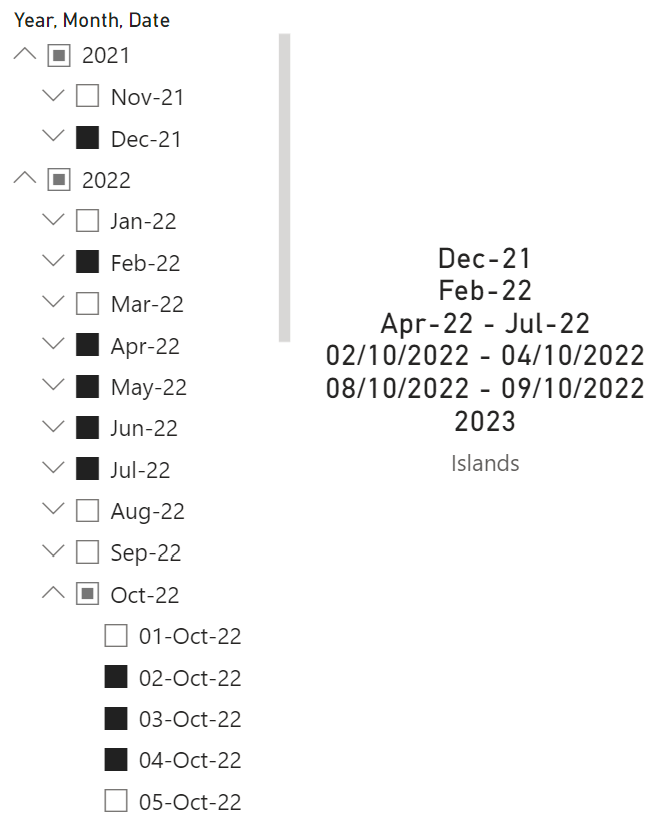 Year, Month, Date
2021
Nov-21
Dec-21
2022
Jan-22
Feb-22
Mar-22
Apr-22
May-22
Jun-22
Jul-22
Aug-22
Sep-22
Oct-22
01-Oct-22
02-Oct-22
03-Oct-22
04-Oct-22
05-Oct-22
Dec-21
Feb-22
Apr-22 - Jul-22
02/10/2022 - 04/10/2022
08/10/2022 - 09/10/2022
2023
Islands